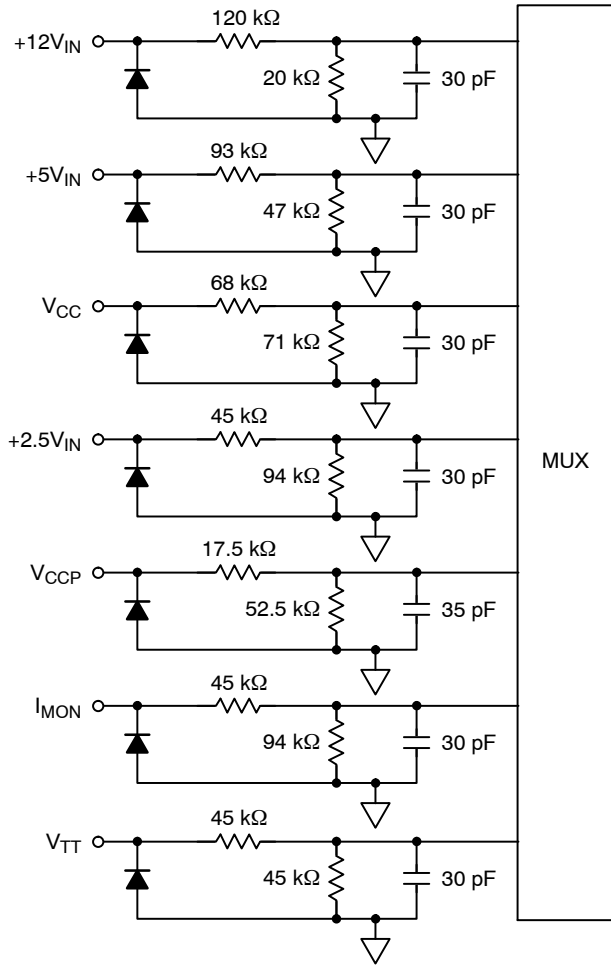 120 kΩ
+12V_IN
20 kΩ
30 pF
93 kΩ
+5V_IN
47 kΩ
30 pF
68 kΩ
V_CC
71 kΩ
30 pF
45 kΩ
+2.5V_IN
94 kΩ
30 pF
MUX
17.5 kΩ
V_CCP
52.5 kΩ
35 pF
45 kΩ
I_MON
94 kΩ
30 pF
45 kΩ
V_TT
45 kΩ
30 pF